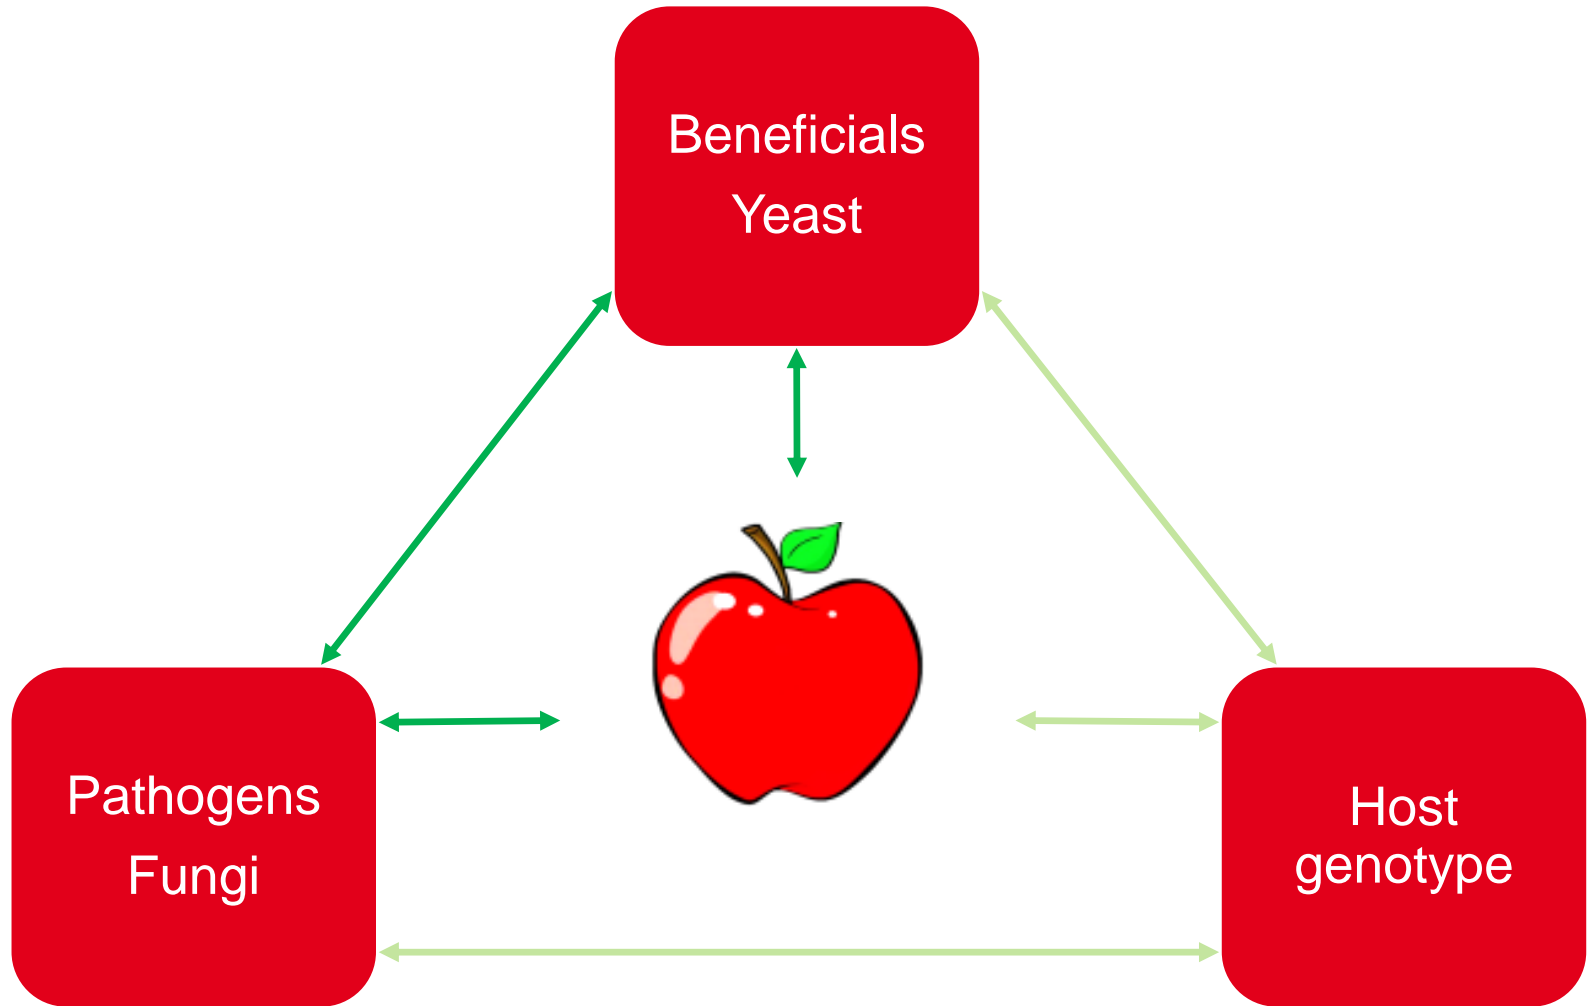 Beneficials
Yeast
Pathogens
Fungi
Host
genotype